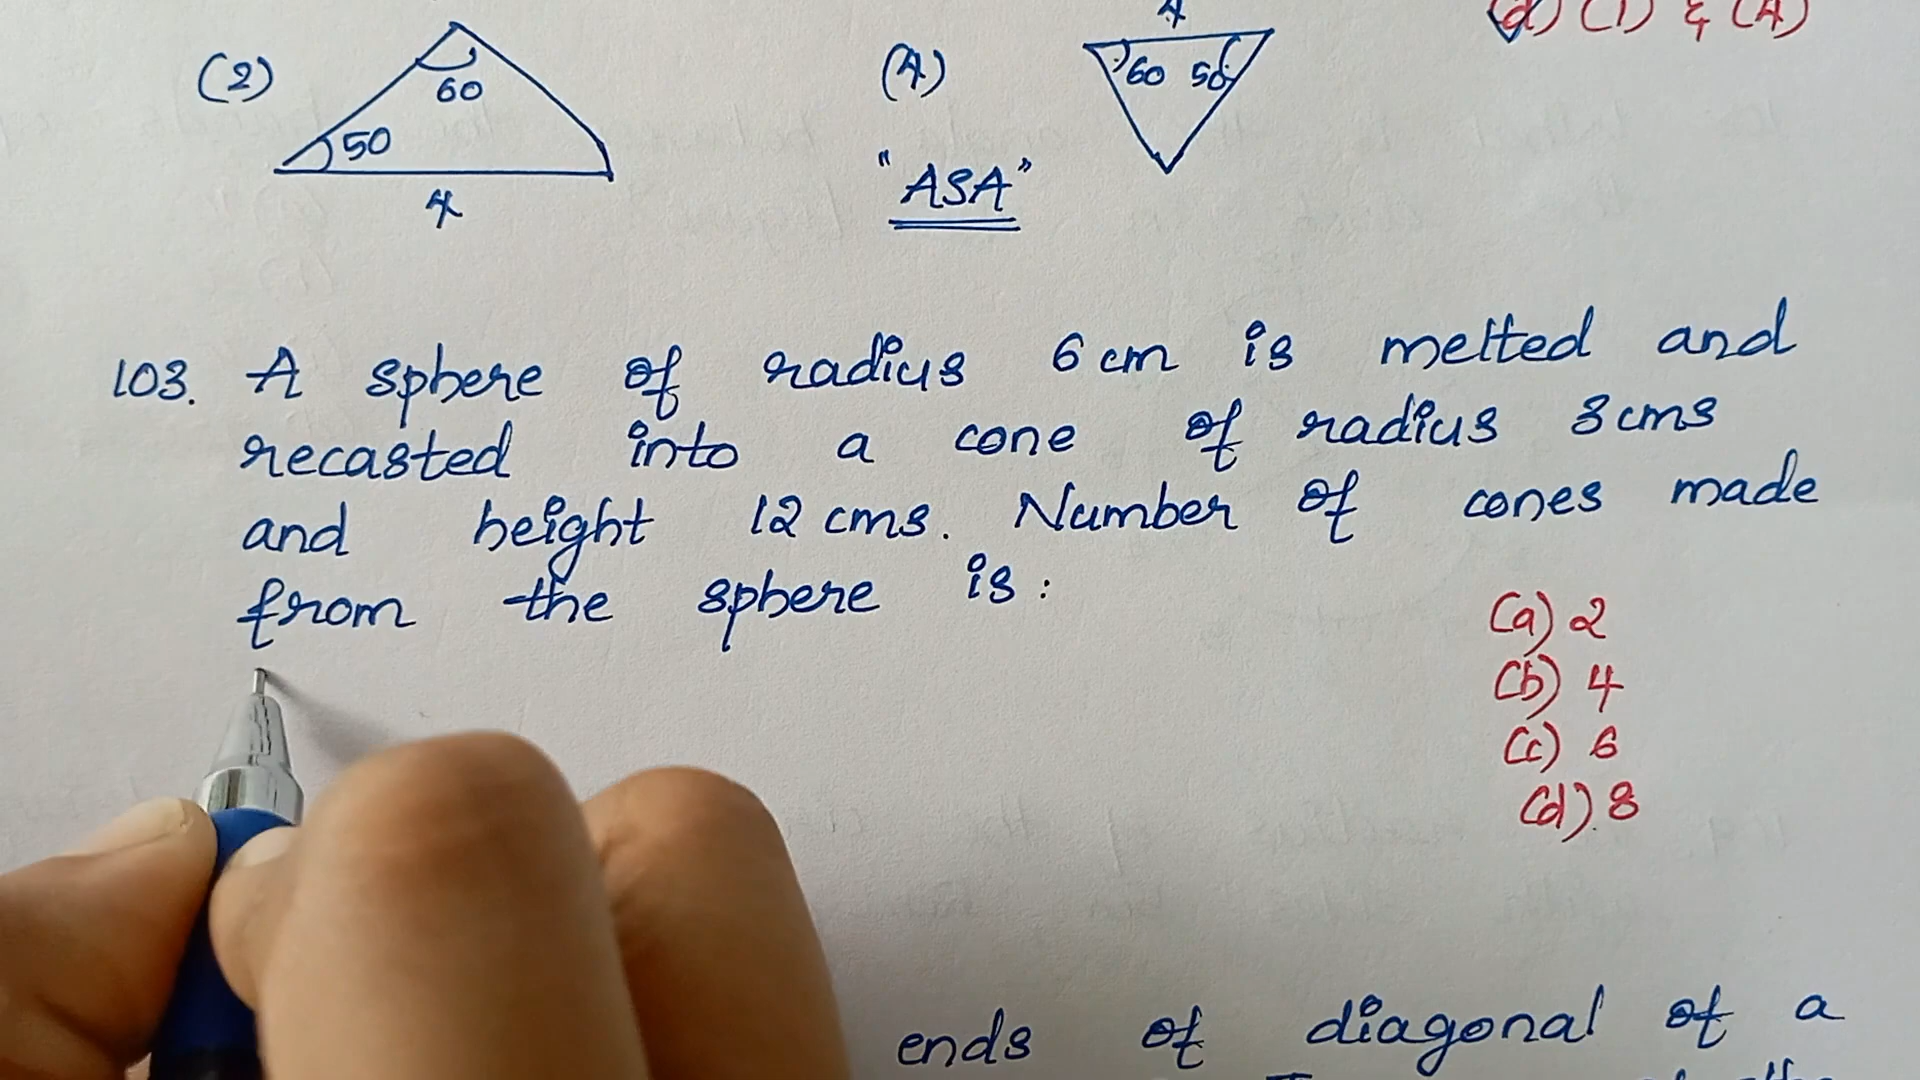 (d) (1) & (4)
4
(2)
60
50
4
(4)
60 50
"ASA"
103. A sphere of radius 6 cm is melted and
recasted into a cone of radius 3 cms
and height 12 cms. Number of cones made
from the sphere is:
(a) 2
(b) 4
(c) 6
(d) 8
ends of diagonal of a